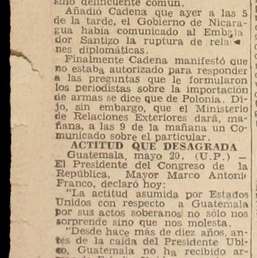 sino delincuente común.
Añadió Cadena que ayer a las 5
de la tarde, el Gobierno de Nicara-
gua había comunicado al Embaja-
dor Santizo la ruptura de rela-
nes diplomáticas.
Finalmente Cadena manifestó que
no estaba autorizado para responder
a las preguntas que le formularon
los periodistas sobre la importación
de armas se dice que de Polonia. Di-
jo, sin embargo, que el Ministerio
de Relaciones Exteriores dará, ma-
ñana, a las 9 de la mañana un Co-
municado sobre el particular.
ACTITUD QUE DESAGRADA
Guatemala, mayo 20. (U.P.) —
El Presidente del Congreso de la
República, Mayor Marco Antoni
Franco, declaró hoy:
"La actitud asumida por Estados
Unidos con respecto a Guatemala
por sus actos soberanos no sólo nos
sorprende sino que nos molesta.
"Desde hace más de diez años, an-
tes de la caída del Presidente Ubi-
co, Guatemala no ha recibido ar-